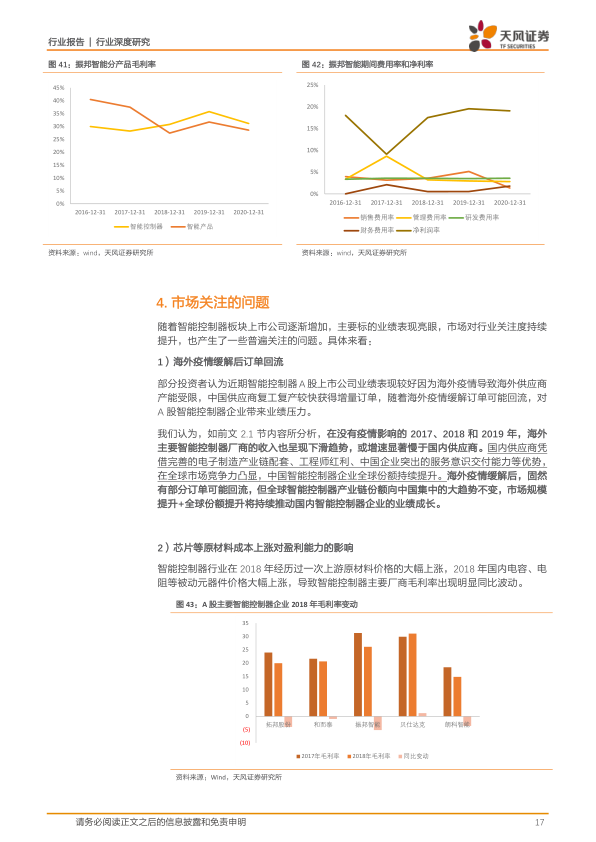 行业报告 | 行业深度研究
天风证券
TF SECURITIES
图 41：振邦智能分产品毛利率
45%
40%
35%
30%
25%
20%
15%
10%
5%
0%
2016-12-31 2017-12-31 2018-12-31 2019-12-31 2020-12-31
智能控制器 智能产品
资料来源：wind，天风证券研究所
图 42：振邦智能期间费用率和净利率
25%
20%
15%
10%
5%
0%
2016-12-31 2017-12-31 2018-12-31 2019-12-31 2020-12-31
销售费用率 管理费用率 研发费用率
财务费用率 净利润率
资料来源：wind，天风证券研究所
4. 市场关注的问题
随着智能控制器板块上市公司逐渐增加，主要标的业绩表现亮眼，市场对行业关注度持续
提升，也产生了一些普遍关注的问题。具体来看：
1）海外疫情缓解后订单回流
部分投资者认为近期智能控制器 A 股上市公司业绩表现较好因为海外疫情导致海外供应商
产能受限，中国供应商复工复产较快获得增量订单，随着海外疫情缓解订单可能回流，对
A 股智能控制器企业带来业绩压力。
我们认为，如前文 2.1 节内容所分析，在没有疫情影响的 2017、2018 和 2019 年，海外
主要智能控制器厂商的收入也呈现下滑趋势，或增速显著慢于国内供应商。国内供应商凭
借完善的电子制造产业链配套、工程师红利、中国企业突出的服务意识交付能力等优势，
在全球市场竞争力凸显，中国智能控制器企业全球份额持续提升。海外疫情缓解后，固然
有部分订单可能回流，但全球智能控制器产业链份额向中国集中的大趋势不变，市场规模
提升+全球份额提升将持续推动国内智能控制器企业的业绩成长。
2）芯片等原材料成本上涨对盈利能力的影响
智能控制器行业在 2018 年经历过一次上游原材料价格的大幅上涨，2018 年国内电容、电
阻等被动元器件价格大幅上涨，导致智能控制器主要厂商毛利率出现明显同比波动。
图 43：A 股主要智能控制器企业 2018 年毛利率变动
35
30
25
20
15
10
5
0
(5)
(10)
拓邦股份 和而泰 振邦智能 贝仕达克 朗科智能
2017年毛利率 2018年毛利率 同比变动
资料来源：Wind，天风证券研究所
请务必阅读正文之后的信息披露和免责申明 17